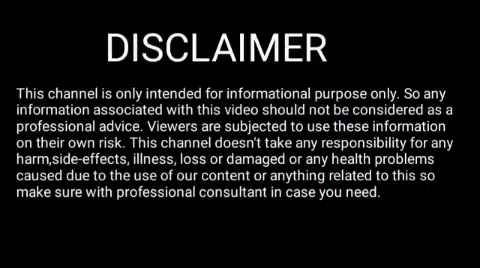 DISCLAIMER
This channel is only intended for informational purpose only. So any
information associated with this video should not be considered as a
professional advice. Viewers are subjected to use these information
on their own risk. This channel doesn't take any responsibility for any
harm,side-effects, illness, loss or damaged or any health problems
caused due to the use of our content or anything related to this so
make sure with professional consultant in case you need.